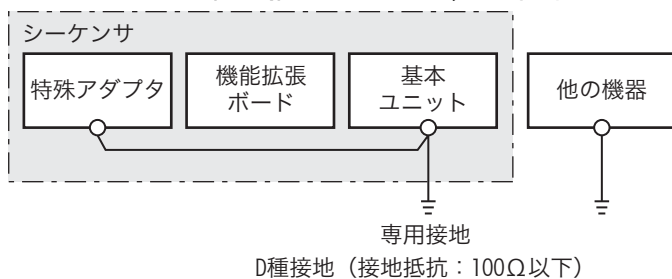 シーケンサ
特殊アダプタ
機能拡張
ボード
基本
ユニット
他の機器
専用接地
D種接地（接地抵抗：100Ω以下）